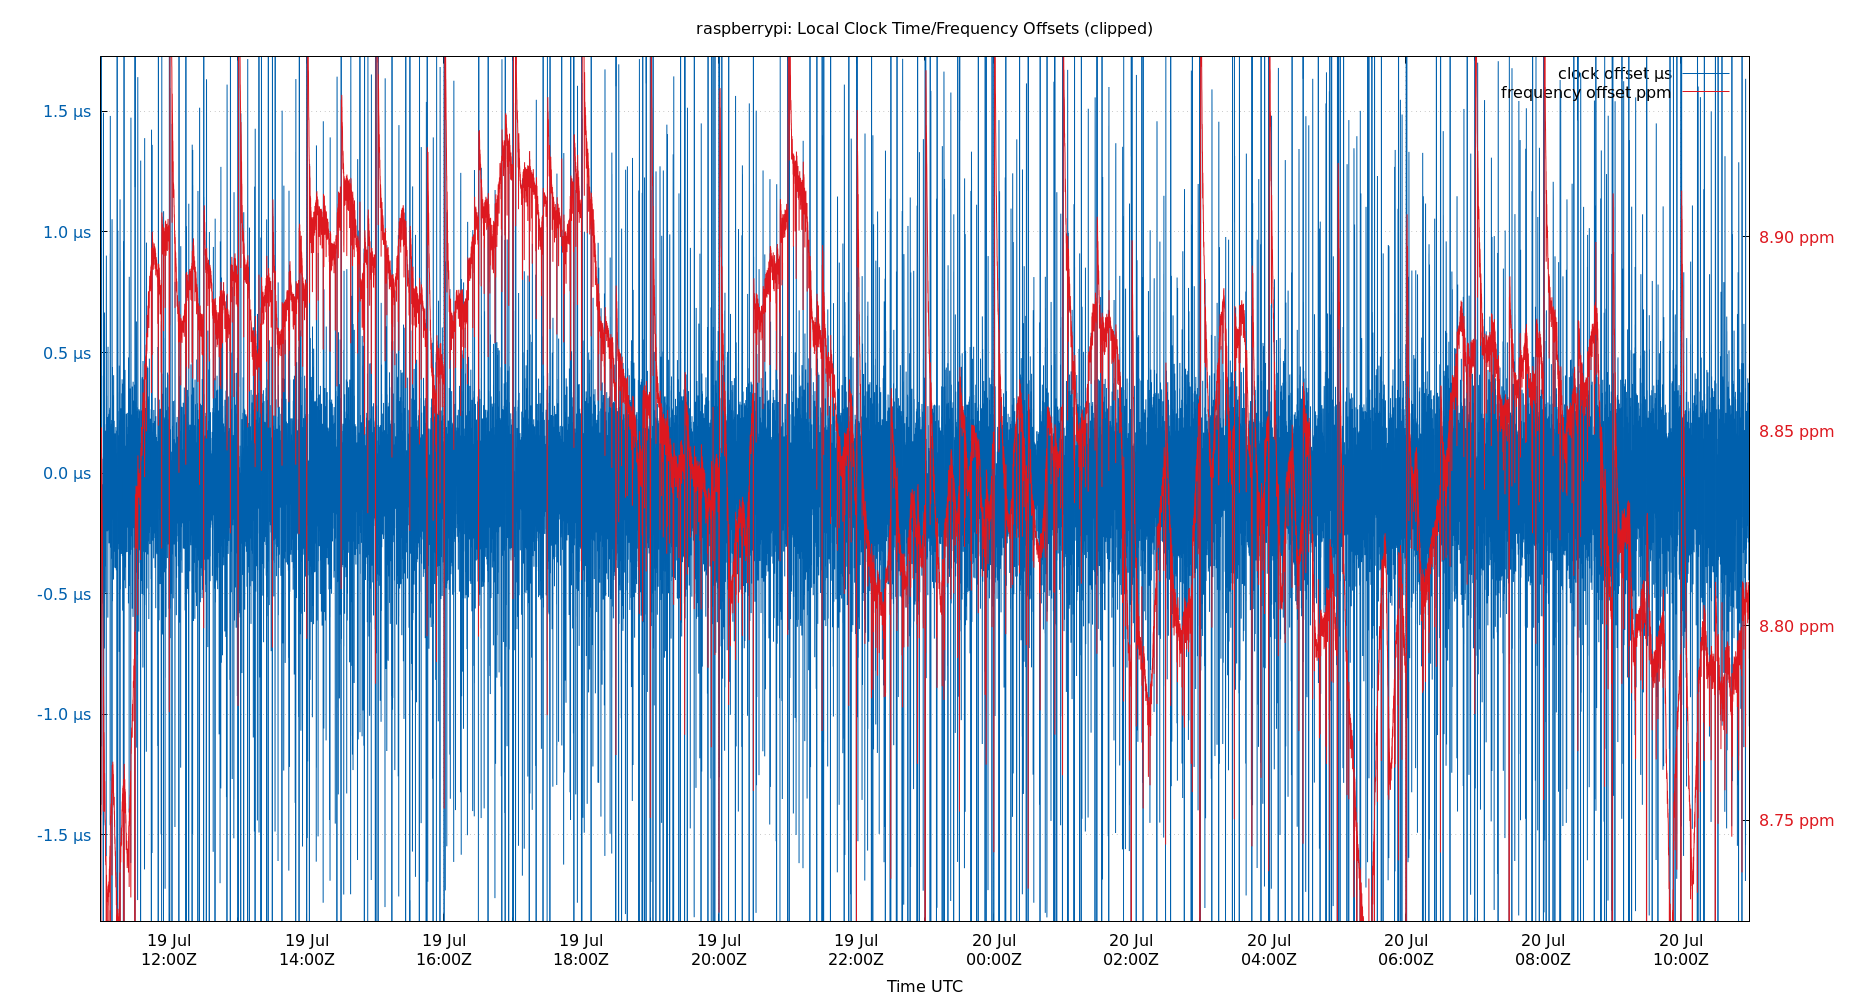 raspberrypi: Local Clock Time/Frequency Offsets (clipped)
clock offset µs
frequency offset ppm
1.5 µs
1.0 µs
0.5 µs
0.0 µs
-0.5 µs
-1.0 µs
-1.5 µs
8.90 ppm
8.85 ppm
8.80 ppm
8.75 ppm
19 Jul 19 Jul 19 Jul 19 Jul 19 Jul 19 Jul 20 Jul 20 Jul 20 Jul 20 Jul 20 Jul 20 Jul
12:00Z 14:00Z 16:00Z 18:00Z 20:00Z 22:00Z 00:00Z 02:00Z 04:00Z 06:00Z 08:00Z 10:00Z
Time UTC